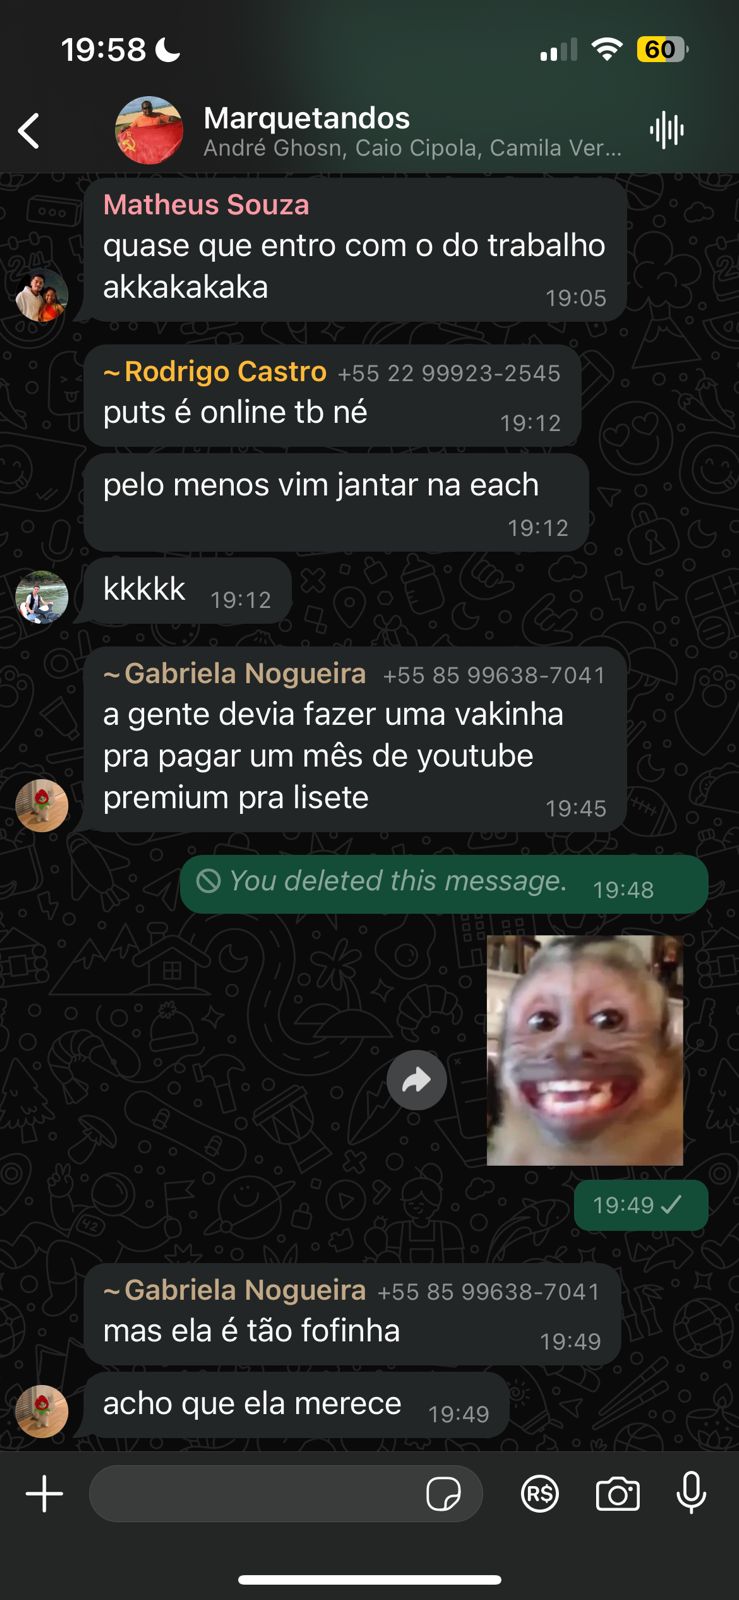 19:58
60
Marquetandos
André Ghosn, Caio Cipola, Camila Ver...
Matheus Souza
quase que entro com o do trabalho
akkakakaka
19:05
~Rodrigo Castro +55 22 99923-2545
puts é online tb né
19:12
pelo menos vim jantar na each
19:12
kkkkk 19:12
~Gabriela Nogueira +55 85 99638-7041
a gente devia fazer uma vakinha
pra pagar um mês de youtube
premium pra lisete
19:45
You deleted this message. 19:48
19:49
~Gabriela Nogueira +55 85 99638-7041
mas ela é tão fofinha
19:49
acho que ela merece 19:49
R$